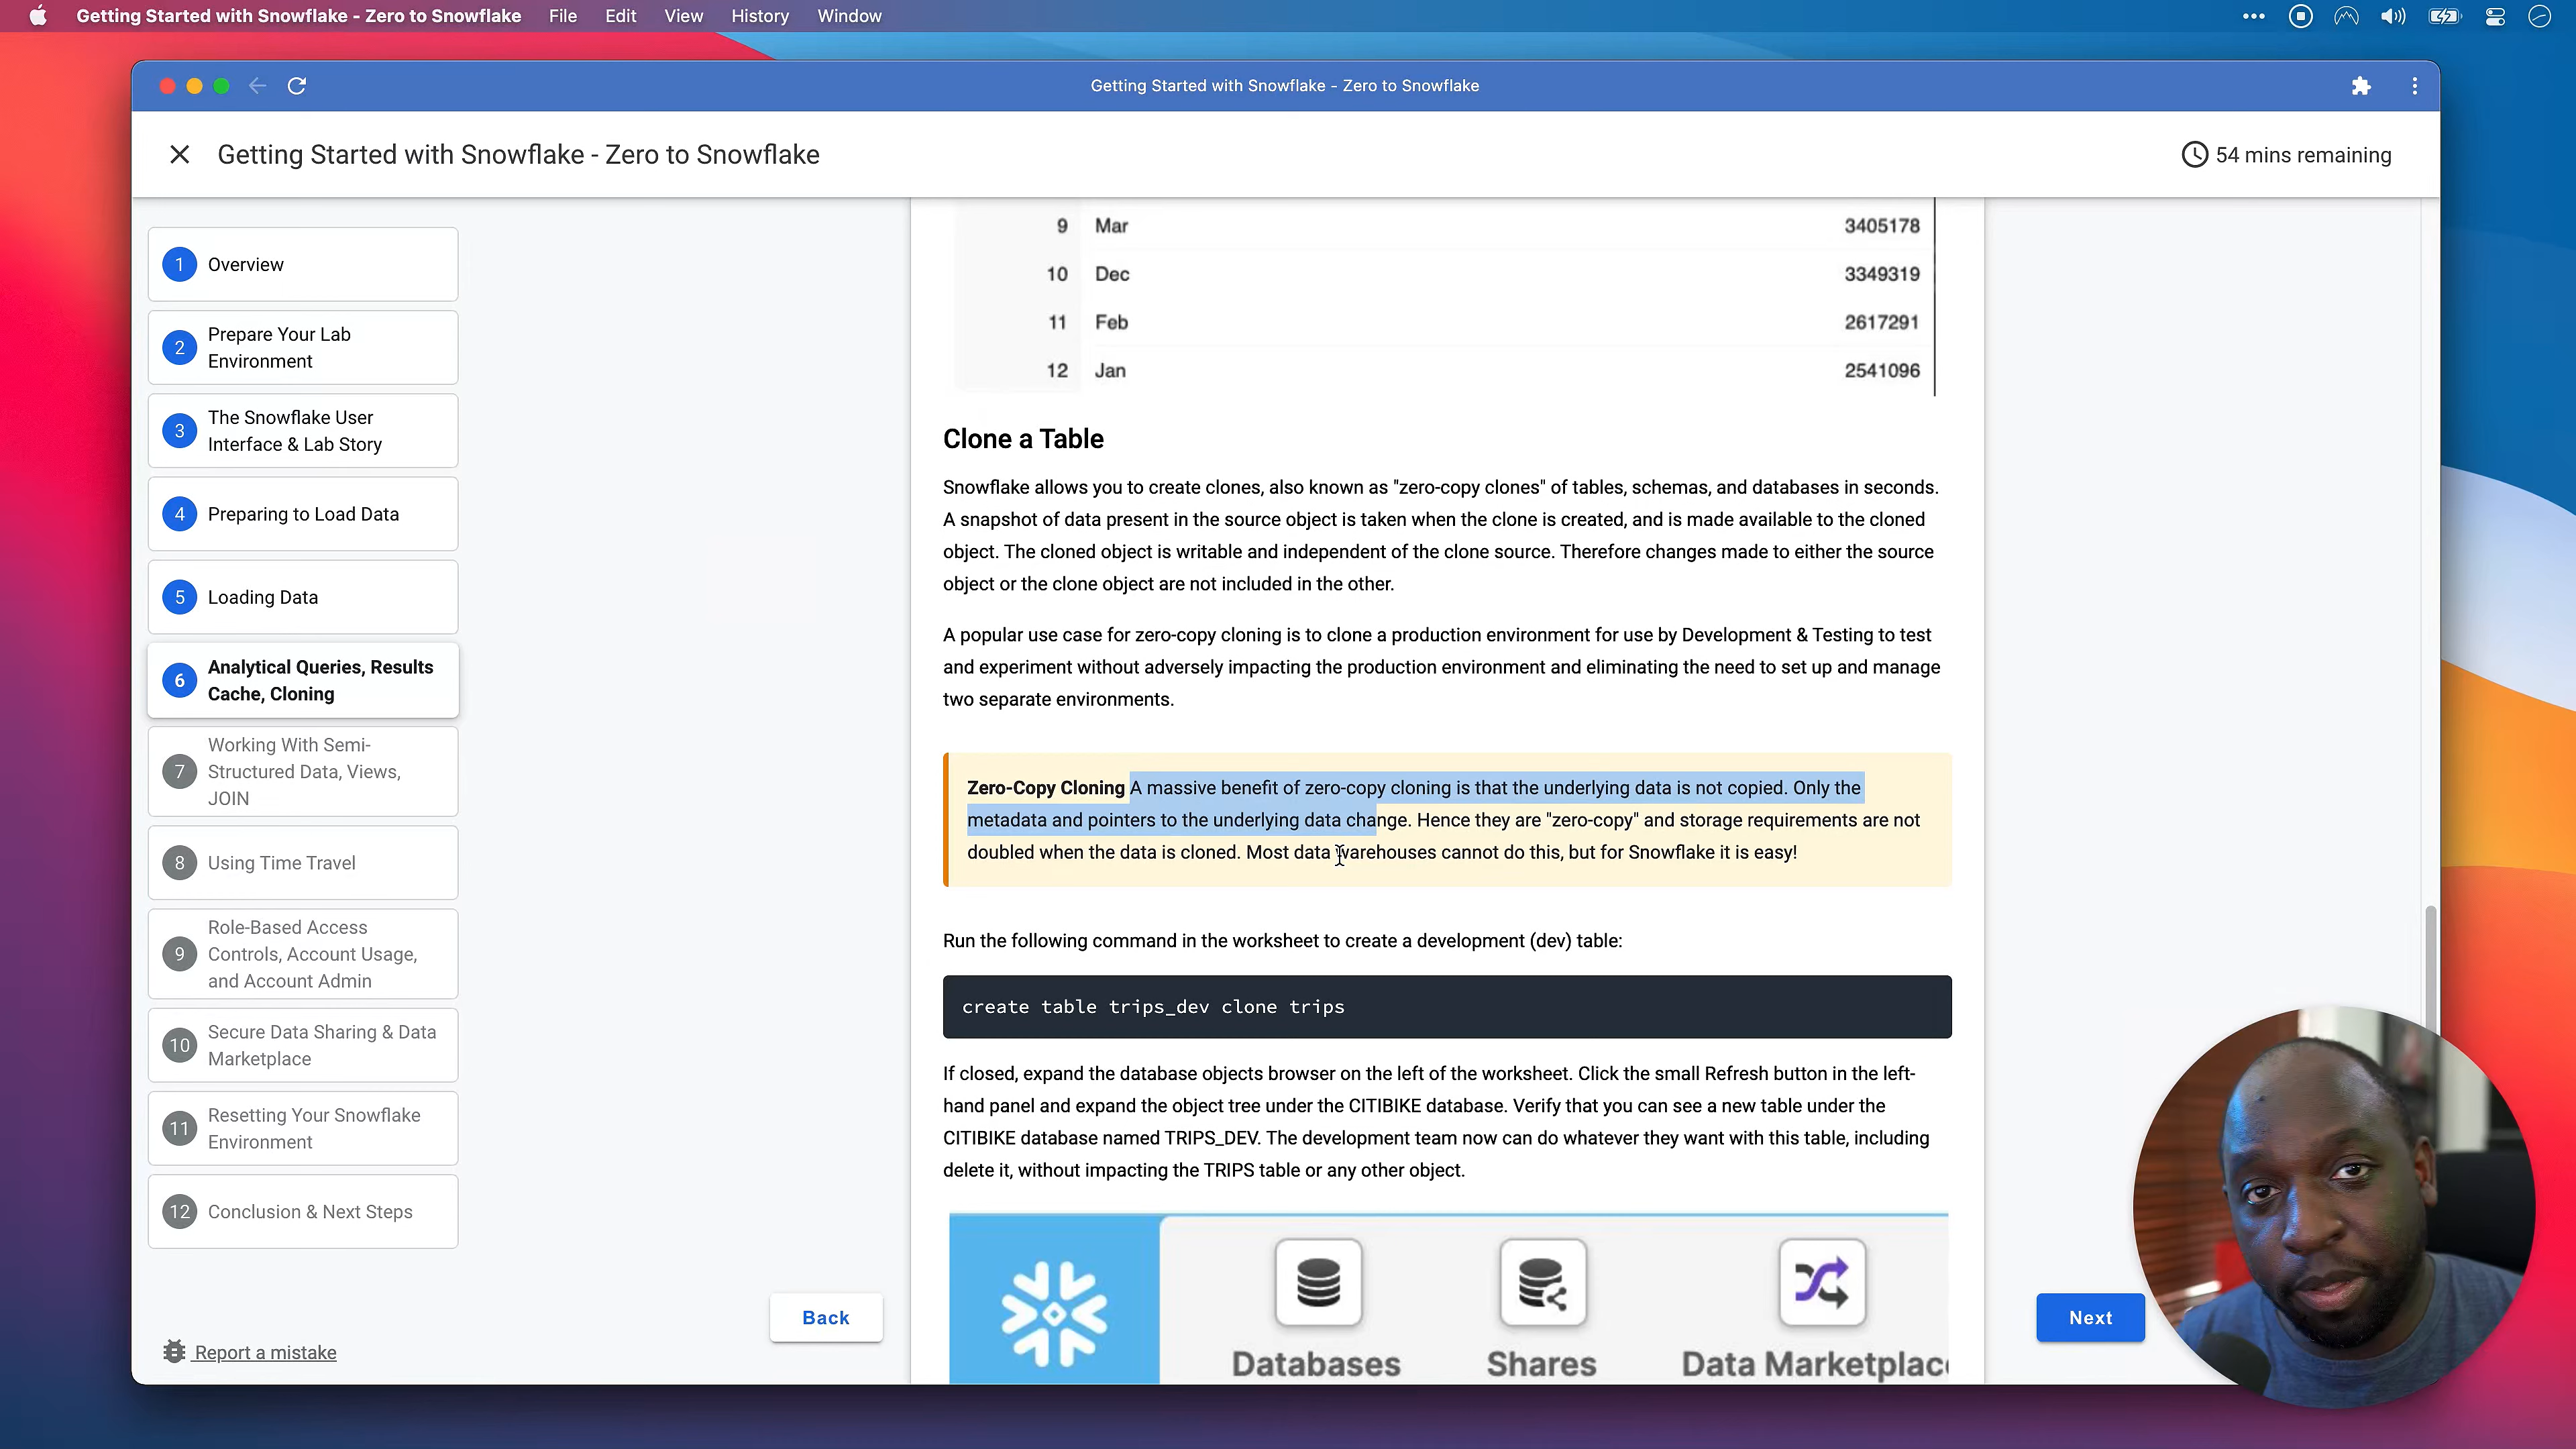 Getting Started with Snowflake - Zero to Snowflake File Edit View History Window
Getting Started with Snowflake - Zero to Snowflake
Getting Started with Snowflake - Zero to Snowflake
54 mins remaining
1 Overview
2 Prepare Your Lab
Environment
3 The Snowflake User
Interface & Lab Story
4 Preparing to Load Data
5 Loading Data
6 Analytical Queries, Results
Cache, Cloning
7 Working With Semi-
Structured Data, Views,
JOIN
8 Using Time Travel
9 Role-Based Access
Controls, Account Usage,
and Account Admin
10 Secure Data Sharing & Data
Marketplace
11 Resetting Your Snowflake
Environment
12 Conclusion & Next Steps
Report a mistake
Back
9 Mar 3405178
10 Dec 3349319
11 Feb 2617291
12 Jan 2541096
Clone a Table
Snowflake allows you to create clones, also known as "zero-copy clones" of tables, schemas, and databases in seconds.
A snapshot of data present in the source object is taken when the clone is created, and is made available to the cloned
object. The cloned object is writable and independent of the clone source. Therefore changes made to either the source
object or the clone object are not included in the other.
A popular use case for zero-copy cloning is to clone a production environment for use by Development & Testing to test
and experiment without adversely impacting the production environment and eliminating the need to set up and manage
two separate environments.
Zero-Copy Cloning A massive benefit of zero-copy cloning is that the underlying data is not copied. Only the
metadata and pointers to the underlying data change. Hence they are "zero-copy" and storage requirements are not
doubled when the data is cloned. Most data warehouses cannot do this, but for Snowflake it is easy!
Run the following command in the worksheet to create a development (dev) table:
create table trips_dev clone trips
If closed, expand the database objects browser on the left of the worksheet. Click the small Refresh button in the left-
hand panel and expand the object tree under the CITIBIKE database. Verify that you can see a new table under the
CITIBIKE database named TRIPS_DEV. The development team now can do whatever they want with this table, including
delete it, without impacting the TRIPS table or any other object.
Databases Shares Data Marketplac
Next